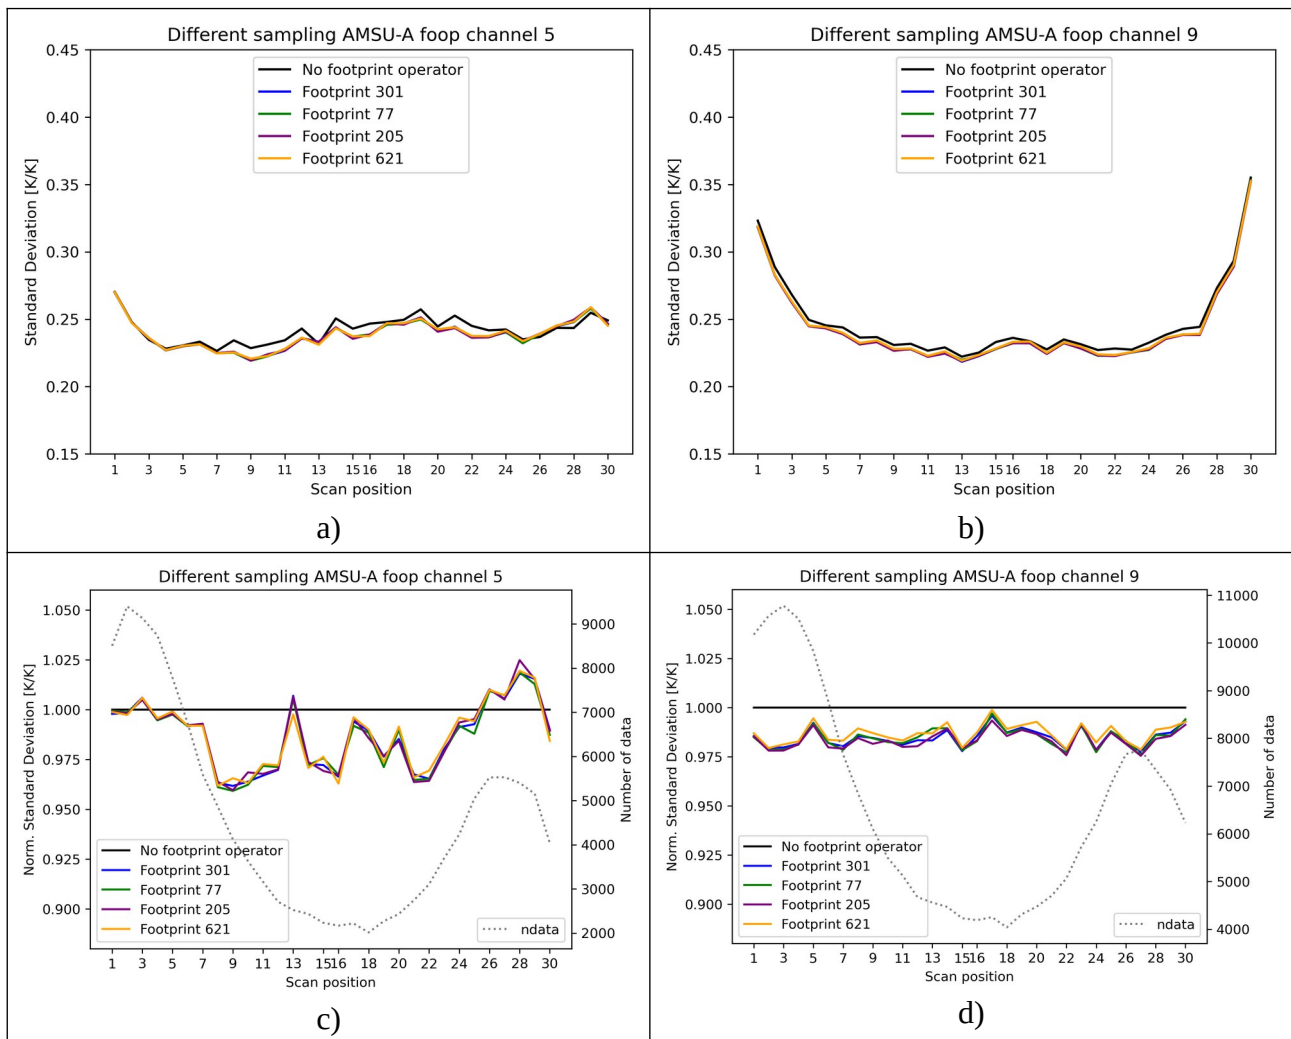 Different sampling AMSU-A foop channel 5
0.45
0.40
0.35
0.30
0.25
0.20
0.15
Standard Deviation [K/K]
No footprint operator
Footprint 301
Footprint 77
Footprint 205
Footprint 621
1 3 5 7 9 11 13 15 16 18 20 22 24 26 28 30
Scan position
a)
Different sampling AMSU-A foop channel 9
0.45
0.40
0.35
0.30
0.25
0.20
0.15
Standard Deviation [K/K]
No footprint operator
Footprint 301
Footprint 77
Footprint 205
Footprint 621
1 3 5 7 9 11 13 15 16 18 20 22 24 26 28 30
Scan position
b)
Different sampling AMSU-A foop channel 5
1.050
1.025
1.000
0.975
0.950
0.925
0.900
Norm. Standard Deviation [K/K]
No footprint operator
Footprint 301
Footprint 77
Footprint 205
Footprint 621
ndata
9000
8000
7000
6000
5000
4000
3000
2000
Number of data
1 3 5 7 9 11 13 15 16 18 20 22 24 26 28 30
Scan position
c)
Different sampling AMSU-A foop channel 9
1.050
1.025
1.000
0.975
0.950
0.925
0.900
Norm. Standard Deviation [K/K]
No footprint operator
Footprint 301
Footprint 77
Footprint 205
Footprint 621
ndata
11000
10000
9000
8000
7000
6000
5000
4000
Number of data
1 3 5 7 9 11 13 15 16 18 20 22 24 26 28 30
Scan position
d)